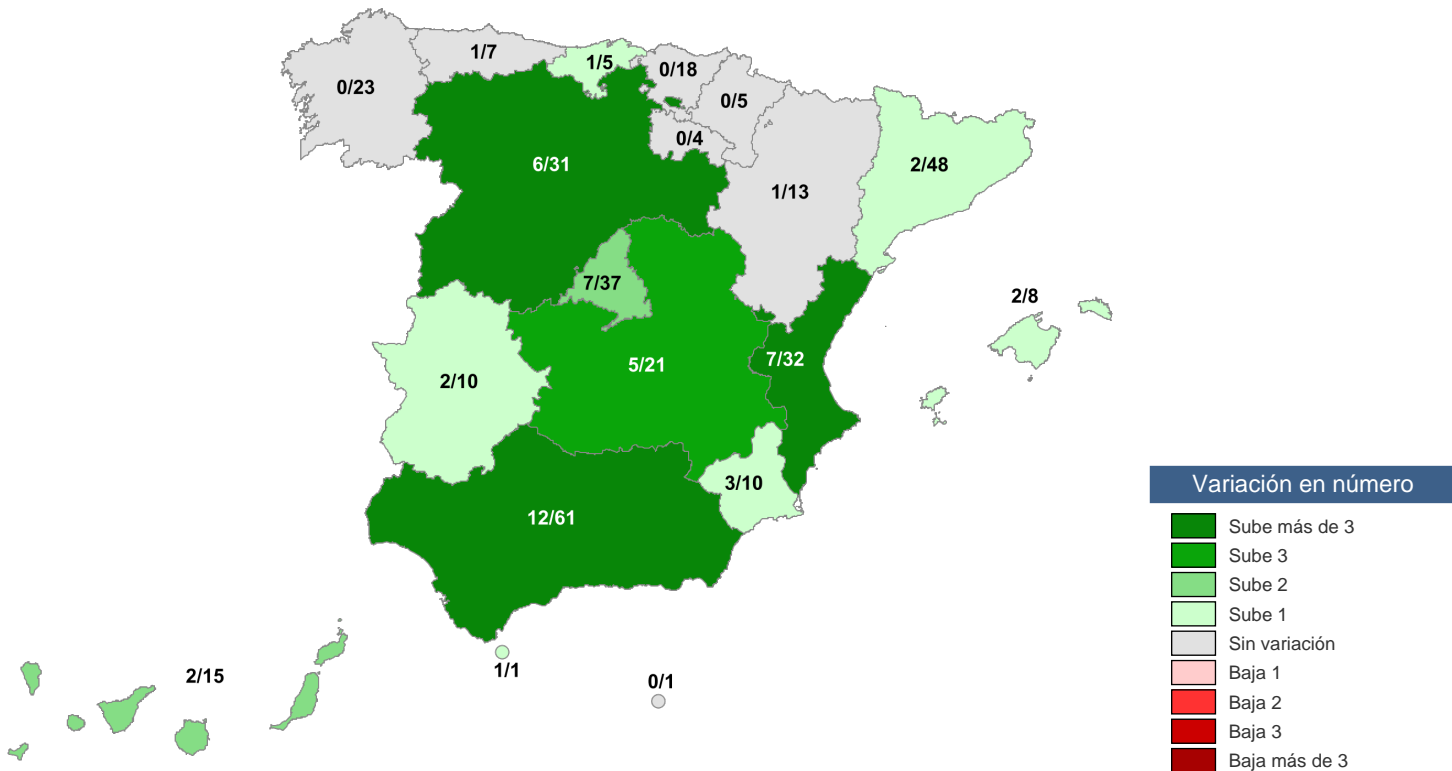 1/7
1/5
0/18
0/23
0/5
0/4
6/31
2/48
1/13
7/37
2/8
7/32
5/21
2/10
3/10
12/61
2/15
1/1
0/1
Variación en número
Sube más de 3
Sube 3
Sube 2
Sube 1
Sin variación
Baja 1
Baja 2
Baja 3
Baja más de 3